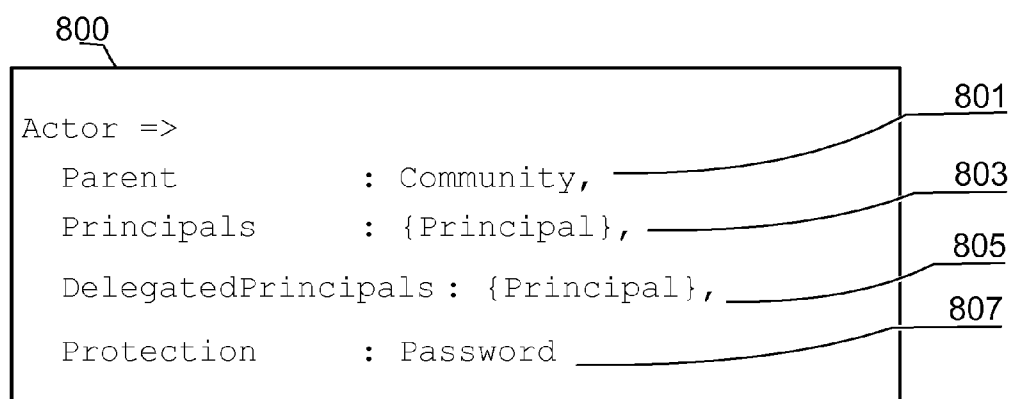 800
801
Actor =>
Parent : Community,
803
Principals : {Principal},
805
DelegatedPrincipals : {Principal},
807
Protection : Password